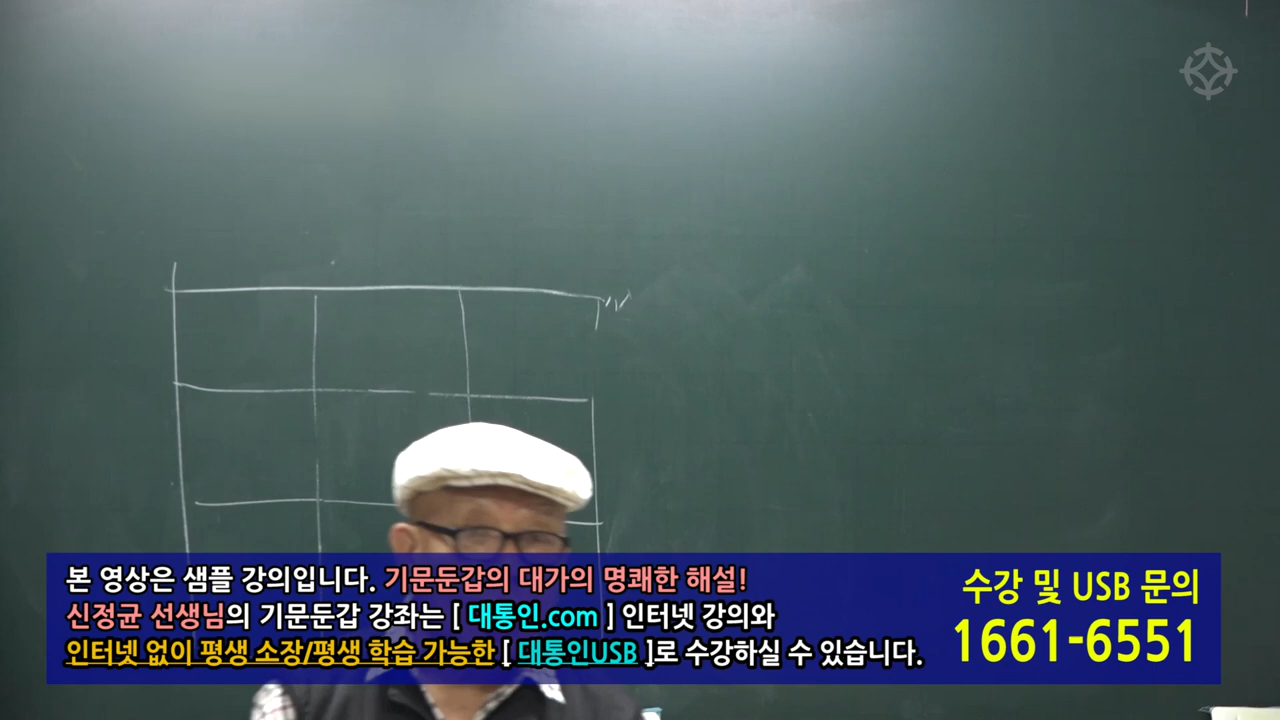 본 영상은 샘플 강의입니다. 기문둔갑의 대가의 명쾌한 해설!
신정균 선생님의 기문둔갑 강좌는 [ 대통인.com ] 인터넷 강의와
인터넷 없이 평생 소장/평생 학습 가능한 [ 대통인USB ]로 수강하실 수 있습니다.
수강 및 USB 문의
1661-6551